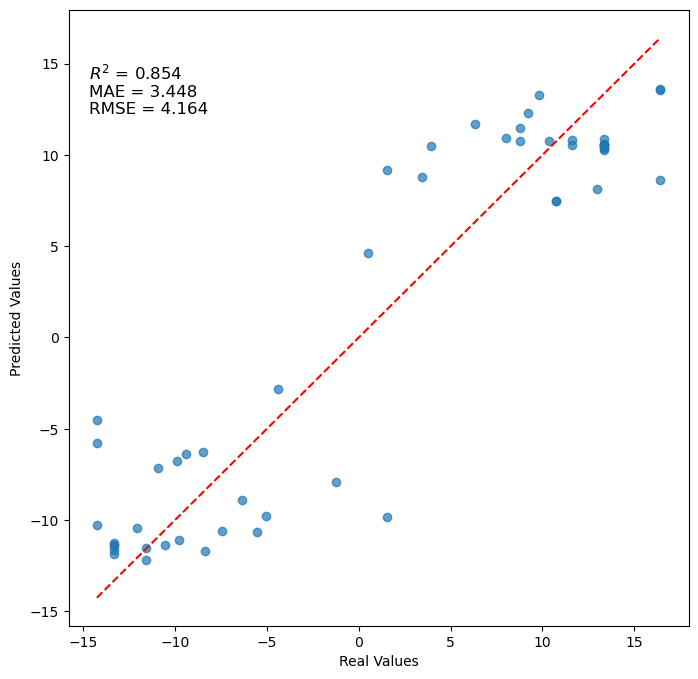 R² = 0.854
MAE = 3.448
RMSE = 4.164
15
10
5
0
−5
−10
−15
Predicted Values
−15 −10 −5 0 5 10 15
Real Values